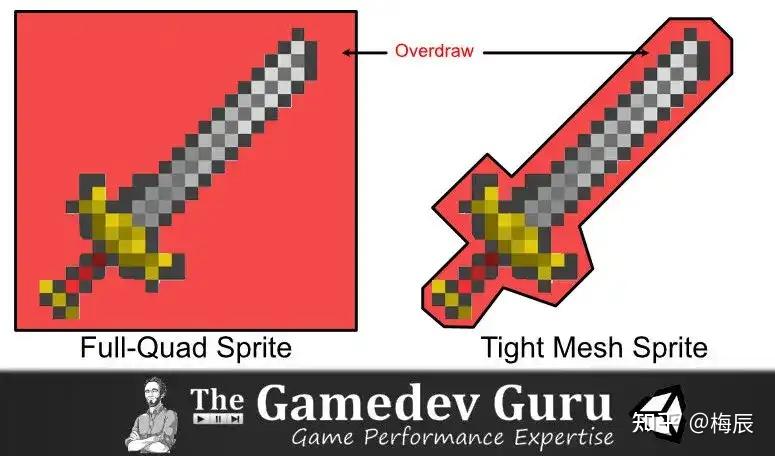 Overdraw
Full-Quad Sprite
Tight Mesh Sprite
The Gamedev Guru
Game Performance Expertise
知乎 @梅辰